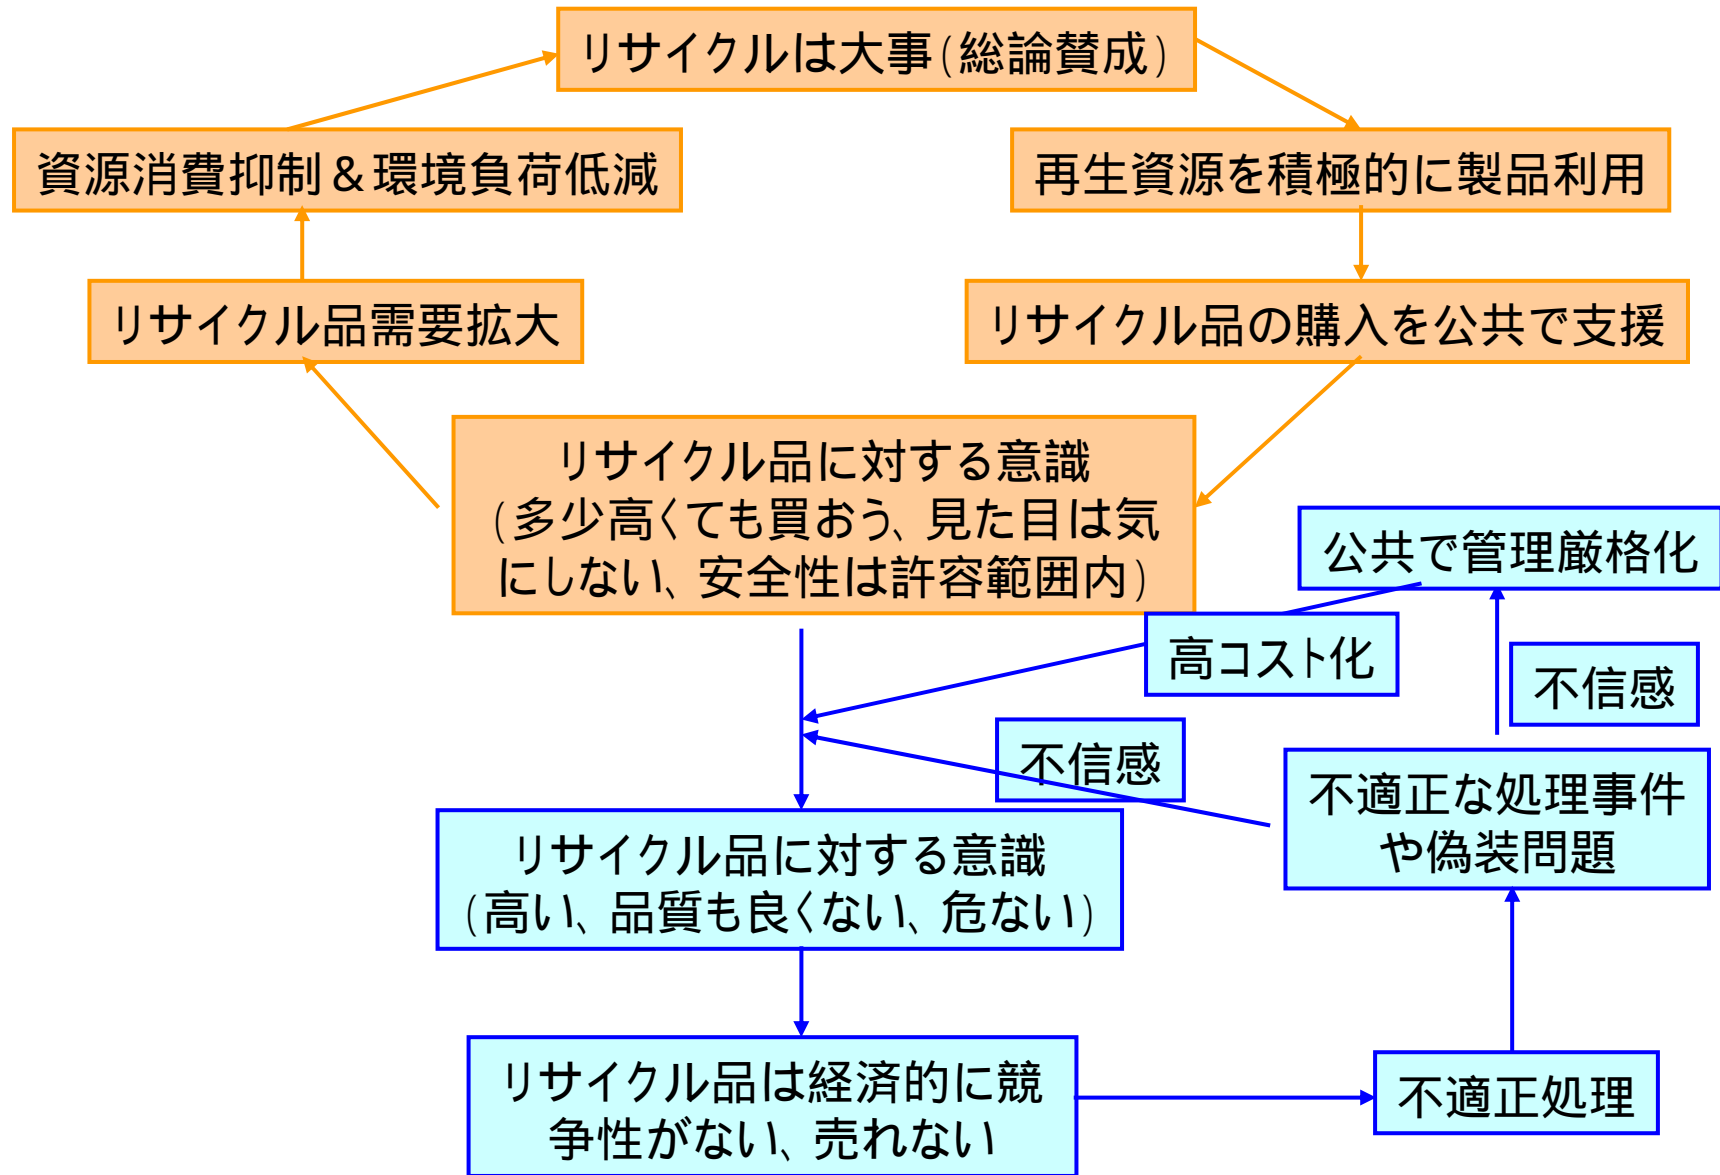 リサイクルは大事（総論賛成）
資源消費抑制＆環境負荷低減
再生資源を積極的に製品利用
リサイクル品需要拡大
リサイクル品の購入を公共で支援
リサイクル品に対する意識
（多少高くても買おう、見た目は気
にしない、安全性は許容範囲内）
公共で管理厳格化
高コスト化
不信感
不信感
不適正な処理事件
や偽装問題
リサイクル品に対する意識
（高い、品質も良くない、危ない）
リサイクル品は経済的に競
争性がない、売れない
不適正処理